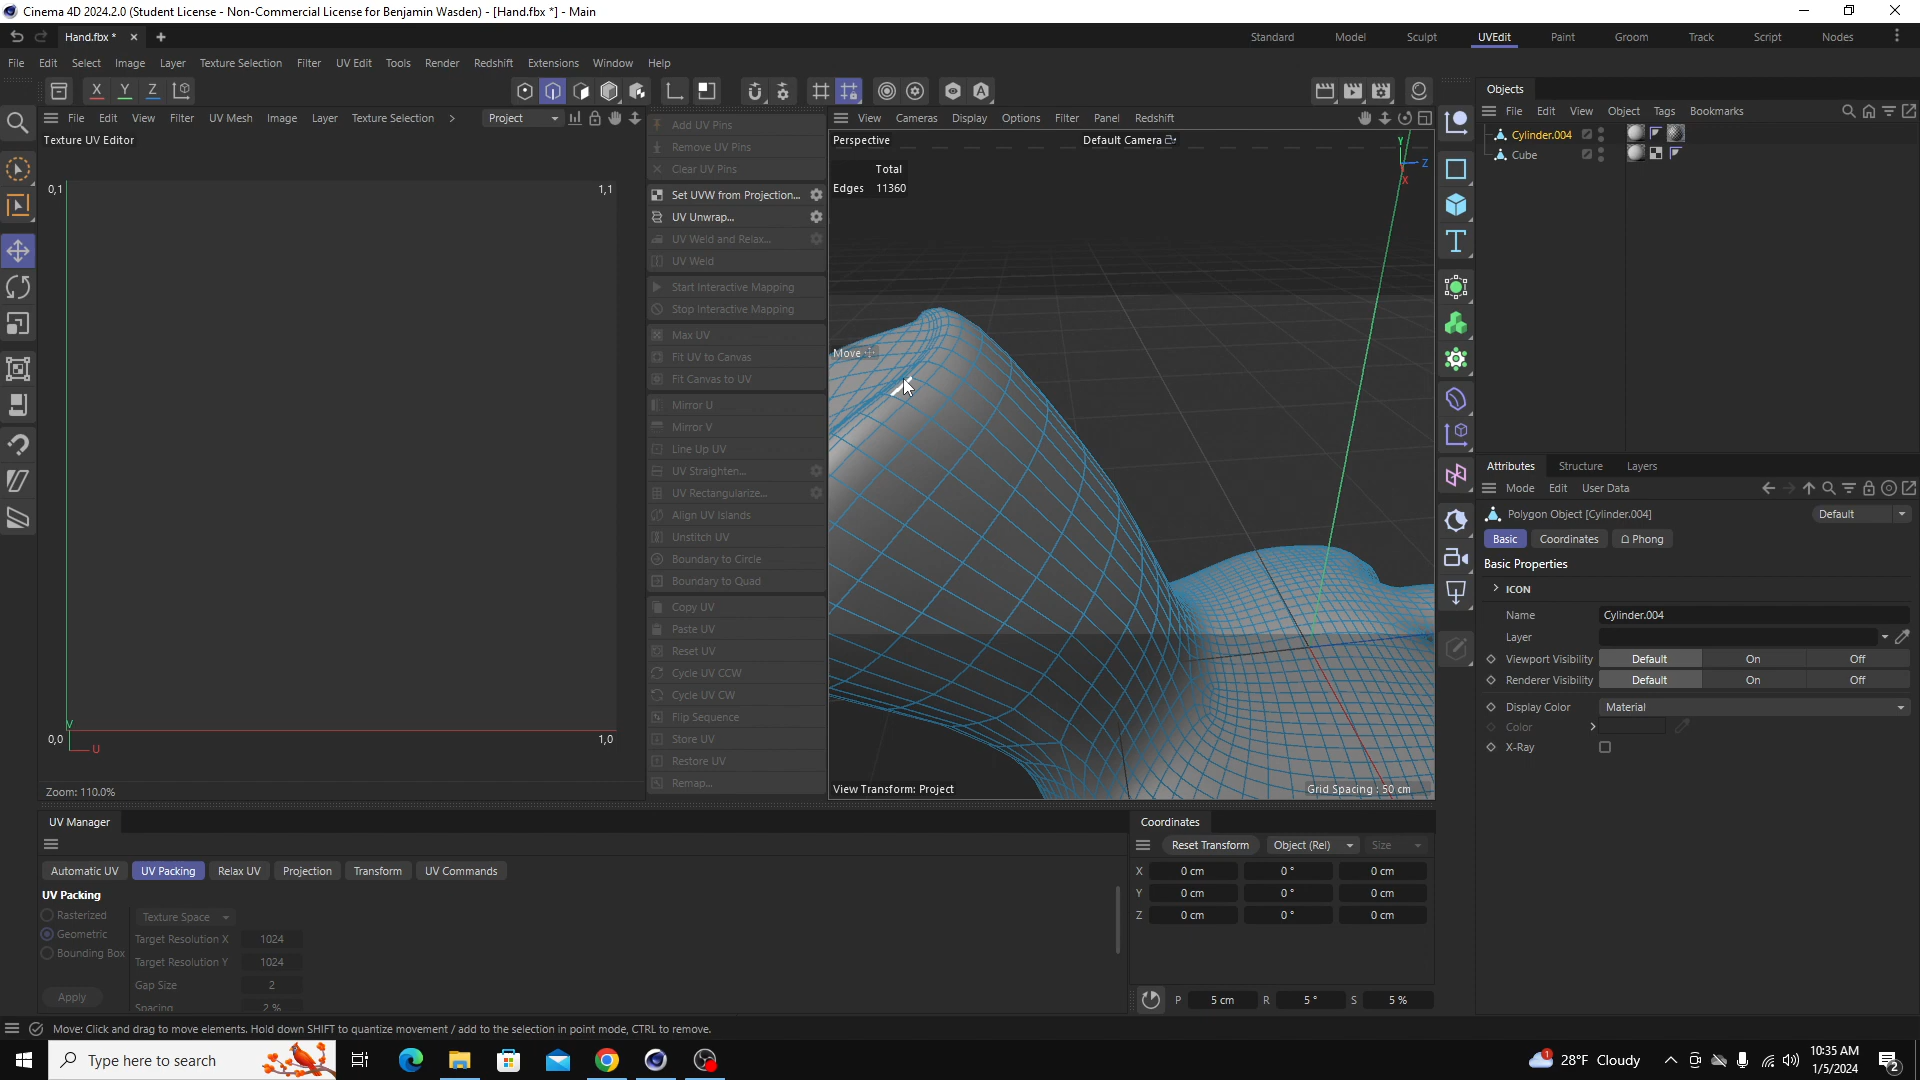 Cinema 4D 2024.2.0 (Student License - Non-Commercial License for Benjamin Wasden) - [Hand.fbx *] - Main
Hand.fbx *
Standard Model Sculpt UVEdit Paint Groom Track Script Nodes
File Edit Select Image Layer Texture Selection Filter UV Edit Tools Render Redshift Extensions Window Help
X Y Z
File Edit View Filter UV Mesh Image Layer Texture Selection > Project
Texture UV Editor
0,1
1,1
0,0
1,0
V
U
Zoom: 110.0%
Add UV Pins
Remove UV Pins
Clear UV Pins
Set UVW from Projection...
UV Unwrap...
UV Weld and Relax...
UV Weld
Start Interactive Mapping
Stop Interactive Mapping
Max UV
Fit UV to Canvas
Fit Canvas to UV
Mirror U
Mirror V
Line Up UV
UV Straighten...
UV Rectangularize...
Align UV Islands
Unstitch UV
Boundary to Circle
Boundary to Quad
Copy UV
Paste UV
Reset UV
Cycle UV CCW
Cycle UV CW
Flip Sequence
Store UV
Restore UV
Remap...
View Cameras Display Options Filter Panel Redshift
Perspective
Default Camera
Total
Edges 11360
Y
Z
X
Move
View Transform: Project
Grid Spacing : 50 cm
Objects
File Edit View Object Tags Bookmarks
Cylinder.004
Cube
Attributes Structure Layers
Mode Edit User Data
Polygon Object [Cylinder.004]
Default
Basic Coordinates Phong
Basic Properties
ICON
Name Cylinder.004
Layer
Viewport Visibility Default On Off
Renderer Visibility Default On Off
Display Color Material
Color
X-Ray
UV Manager
Automatic UV UV Packing Relax UV Projection Transform UV Commands
UV Packing
Rasterized
Geometric
Bounding Box
Texture Space
Target Resolution X 1024
Target Resolution Y 1024
Gap Size 2
Spacing 2 %
Apply
Coordinates
Reset Transform Object (Rel) Size
X 0 cm 0 ° 0 cm
Y 0 cm 0 ° 0 cm
Z 0 cm 0 ° 0 cm
P 5 cm R 5 ° S 5 %
Move: Click and drag to move elements. Hold down SHIFT to quantize movement / add to the selection in point mode, CTRL to remove.
Type here to search
1
28°F Cloudy
10:35 AM
1/5/2024
2